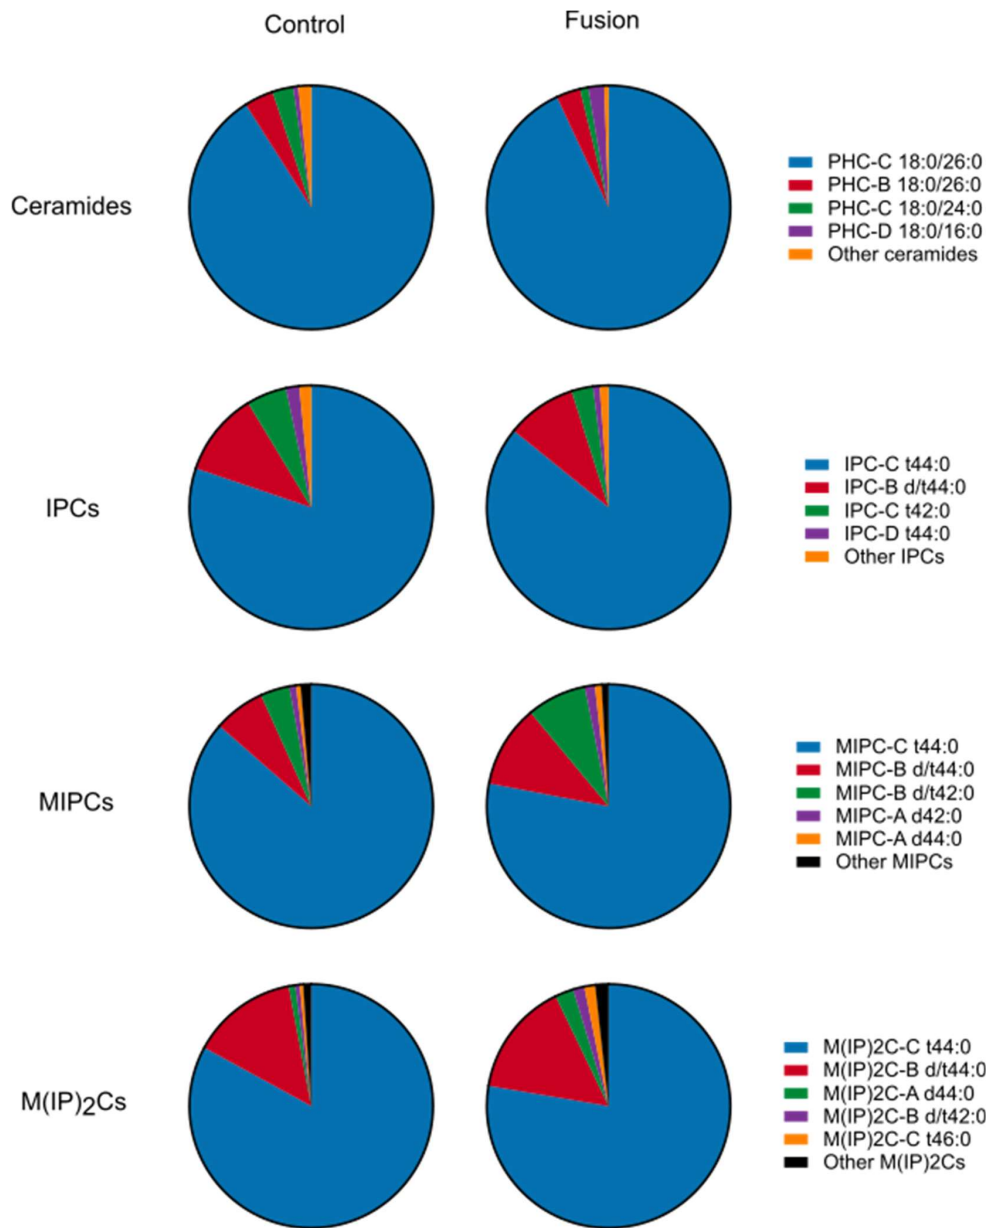 Control
Fusion
Ceramides
PHC-C 18:0/26:0
PHC-B 18:0/26:0
PHC-C 18:0/24:0
PHC-D 18:0/16:0
Other ceramides
IPCs
IPC-C t44:0
IPC-B d/t44:0
IPC-C t42:0
IPC-D t44:0
Other IPCs
MIPCs
MIPC-C t44:0
MIPC-B d/t44:0
MIPC-B d/t42:0
MIPC-A d42:0
MIPC-A d44:0
Other MIPCs
M(IP)₂Cs
M(IP)2C-C t44:0
M(IP)2C-B d/t44:0
M(IP)2C-A d44:0
M(IP)2C-B d/t42:0
M(IP)2C-C t46:0
Other M(IP)2Cs